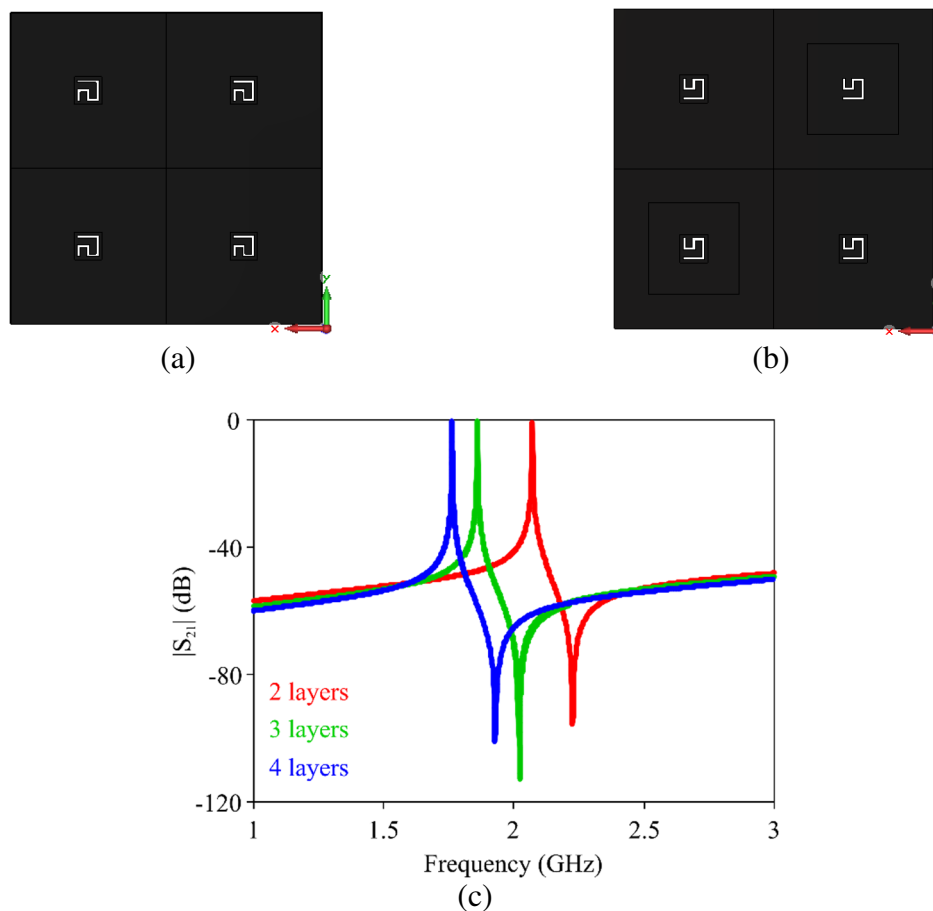 y
x
x
(a)
(b)
0
-40
-80
-120
|S₂₁| (dB)
2 layers
3 layers
4 layers
1
1.5
2
2.5
3
Frequency (GHz)
(c)